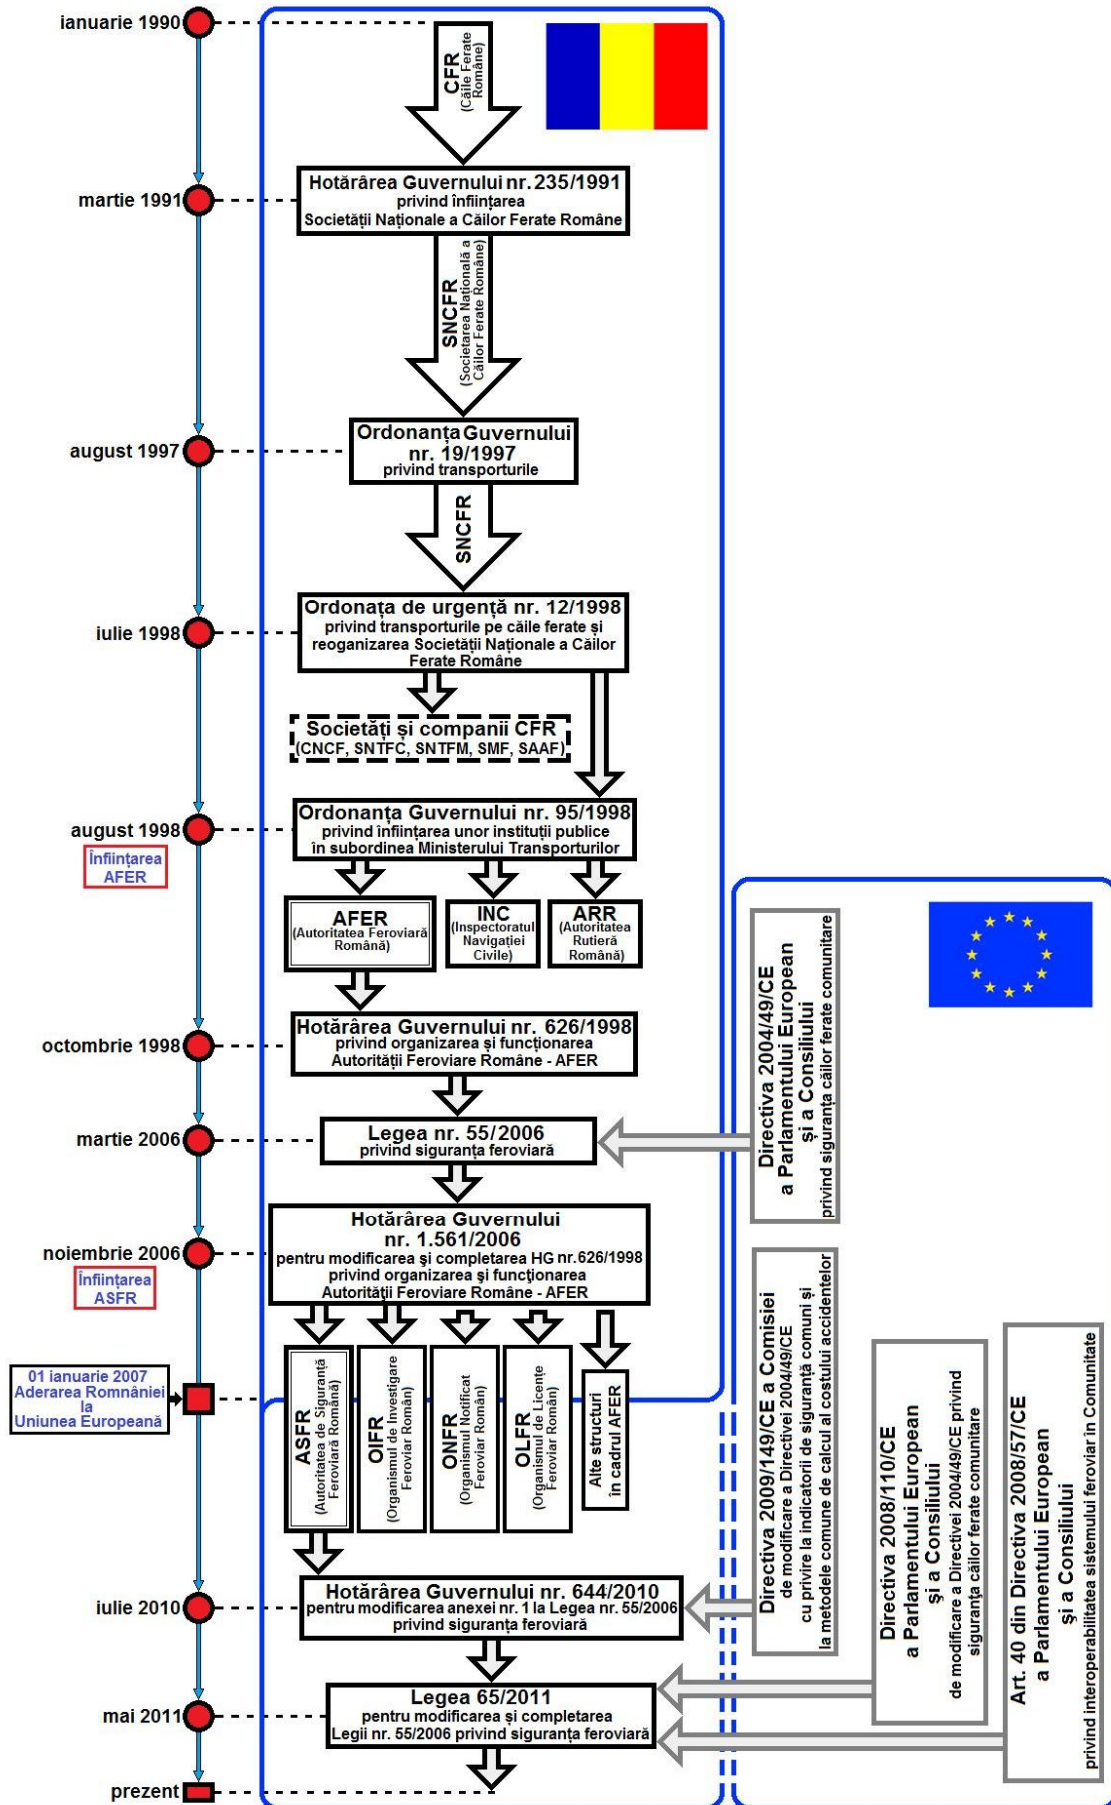 ianuarie 1990
CFR
(Căile Ferate
Române)
martie 1991
Hotărârea Guvernului nr. 235/1991
privind înființarea
Societății Naționale a Căilor Ferate Române
SNCFR
(Societarea Națională a
Căilor Ferate Române)
august 1997
Ordonanța Guvernului
nr. 19/1997
privind transporturile
SNCFR
iulie 1998
Ordonața de urgență nr. 12/1998
privind transporturile pe căile ferate și
reoganizarea Societății Naționale a Căilor
Ferate Române
Societăți și companii CFR
(CNCF, SNTFC, SNTFM, SMF, SAAF)
august 1998
Înființarea
AFER
Ordonanța Guvernului nr. 95/1998
privind înființarea unor instituții publice
în subordinea Ministerului Transporturilor
AFER
(Autoritatea Feroviară
Română)
INC
(Inspectoratul
Navigației
Civile)
ARR
(Autoritatea
Rutieră
Română)
octombrie 1998
Hotărârea Guvernului nr. 626/1998
privind organizarea și funcționarea
Autorității Feroviare Române - AFER
martie 2006
Legea nr. 55/2006
privind siguranța feroviară
Directiva 2004/49/CE
a Parlamentului European
și a Consiliului
privind siguranța căilor ferate comunitare
noiembrie 2006
Înființarea
ASFR
Hotărârea Guvernului
nr. 1.561/2006
pentru modificarea şi completarea HG nr.626/1998
privind organizarea şi funcţionarea
Autorităţii Feroviare Române - AFER
01 ianuarie 2007
Aderarea Romnâniei
la
Uniunea Europeană
ASFR
(Autoritatea de Siguranță
Feroviară Română)
OIFR
(Organismul de Investigare
Feroviar Român)
ONFR
(Organismul Notificat
Feroviar Român)
OLFR
(Organismul de Licențe
Feroviar Român)
Alte structuri
în cadrul AFER
iulie 2010
Hotărârea Guvernului nr. 644/2010
pentru modificarea anexei nr. 1 la Legea nr. 55/2006
privind siguranța feroviară
Directiva 2009/149/CE a Comisiei
de modificare a Directivei 2004/49/CE
cu privire la indicatorii de siguranță comuni și
la metodele comune de calcul al costului accidentelor
Directiva 2008/110/CE
a Parlamentului European
și a Consiliului
de modificare a Directivei 2004/49/CE privind
siguranța căilor ferate comunitare
Art. 40 din Directiva 2008/57/CE
a Parlamentului European
și a Consiliului
privind interoperabilitatea sistemului feroviar în Comunitate
mai 2011
Legea 65/2011
pentru modificarea și completarea
Legii nr. 55/2006 privind siguranța feroviară
prezent